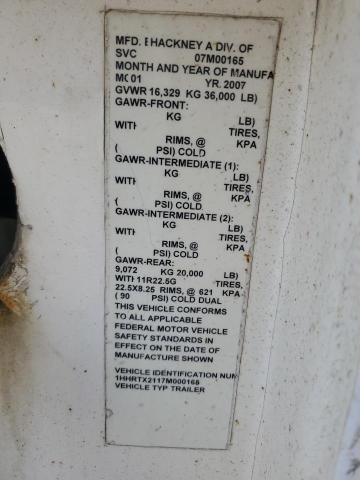 MFD. BHACKNEY A DIV. OF
SVC 07M00165
MONTH AND YEAR OF MANUFA
MO 01 YR. 2007
GVWR 16,329 KG 36,000 LB)
GAWR-FRONT:
KG LB)
WITH TIRES,
RIMS, @ KPA
( PSI) COLD
GAWR-INTERMEDIATE (1):
KG LB)
WITH TIRES,
RIMS, @ KPA
( PSI) COLD
GAWR-INTERMEDIATE (2):
KG LB)
WITH TIRES,
RIMS, @ KPA
( PSI) COLD
GAWR-REAR:
9,072 KG 20,000 LB)
WITH 11R22.5G TIRES,
22.5X8.25 RIMS, @ 621 KPA
( 90 PSI) COLD DUAL
THIS VEHICLE CONFORMS
TO ALL APPLICABLE
FEDERAL MOTOR VEHICLE
SAFETY STANDARDS IN
EFFECT ON THE DATE OF
MANUFACTURE SHOWN
VEHICLE IDENTIFICATION NUM
1HHRTX2117M000168
VEHICLE TYP TRAILER